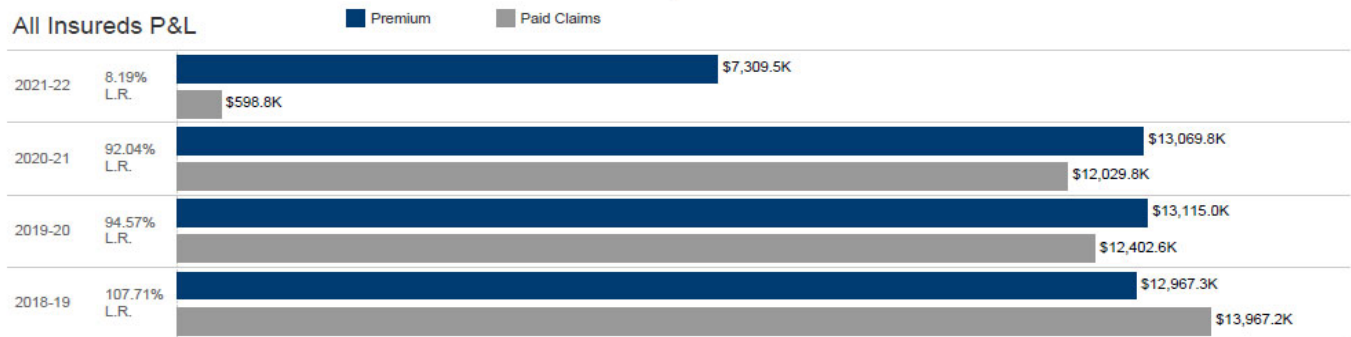 All Insureds P&L
Premium
Paid Claims
2021-22
8.19%
L.R.
$7,309.5K
$598.8K
2020-21
92.04%
L.R.
$13,069.8K
$12,029.8K
2019-20
94.57%
L.R.
$13,115.0K
$12,402.6K
2018-19
107.71%
L.R.
$12,967.3K
$13,967.2K